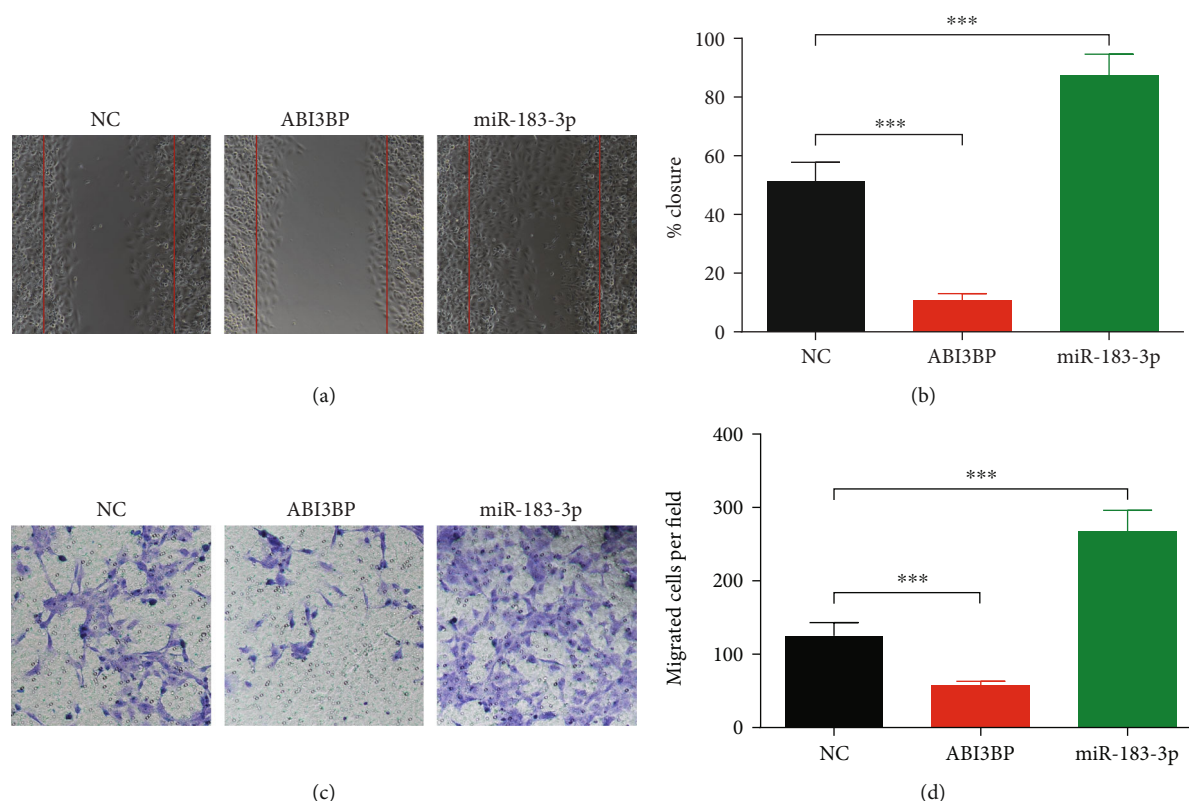 NC
ABI3BP
miR-183-3p
(a)
% closure
100
80
60
40
20
0
***
***
NC
ABI3BP
miR-183-3p
(b)
NC
ABI3BP
miR-183-3p
(c)
Migrated cells per field
400
300
200
100
0
***
***
NC
ABI3BP
miR-183-3p
(d)